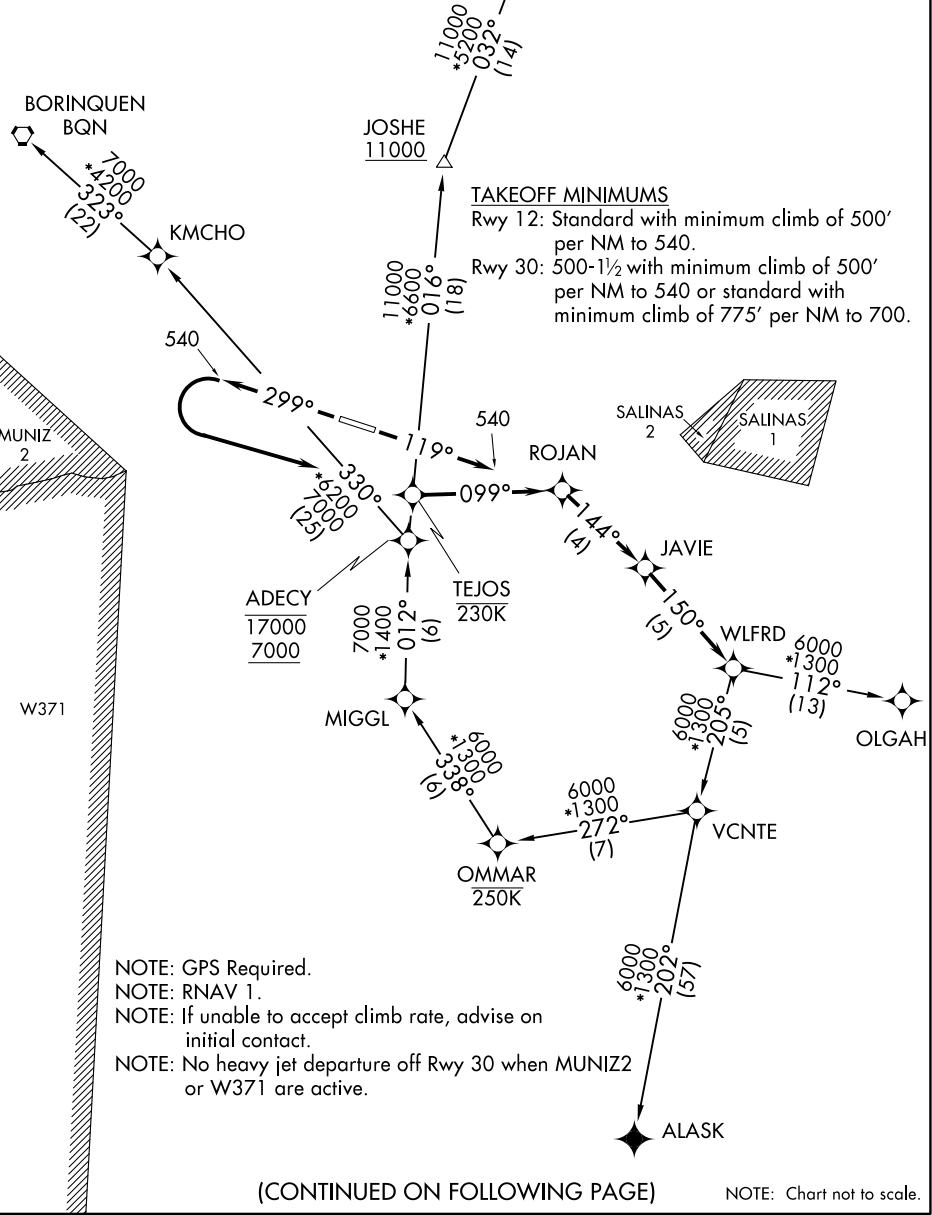 11000
*5200
032°
(14)
BORINQUEN
BQN
7000
*4200
323°
(22)
JOSHE
11000
KMCHO
TAKEOFF MINIMUMS
Rwy 12: Standard with minimum climb of 500'
per NM to 540.
Rwy 30: 500-1½ with minimum climb of 500'
per NM to 540 or standard with
minimum climb of 775' per NM to 700.
11000
*6600
016°
(18)
540
299°
119°
540
MUNIZ
2
SALINAS
2
SALINAS
1
330°
*6200
7000
(25)
099°
ROJAN
144°
(4)
JAVIE
ADECY
17000
7000
TEJOS
230K
7000
*1400
012°
(6)
150°
(5)
WLFRD
6000
*1300
112°
(13)
OLGAH
W371
MIGGL
6000
*1300
338°
(6)
6000
*1300
205°
(5)
6000
*1300
272°
(7)
VCNTE
OMMAR
250K
6000
*1300
202°
(57)
NOTE: GPS Required.
NOTE: RNAV 1.
NOTE: If unable to accept climb rate, advise on
initial contact.
NOTE: No heavy jet departure off Rwy 30 when MUNIZ2
or W371 are active.
ALASK
(CONTINUED ON FOLLOWING PAGE)
NOTE: Chart not to scale.